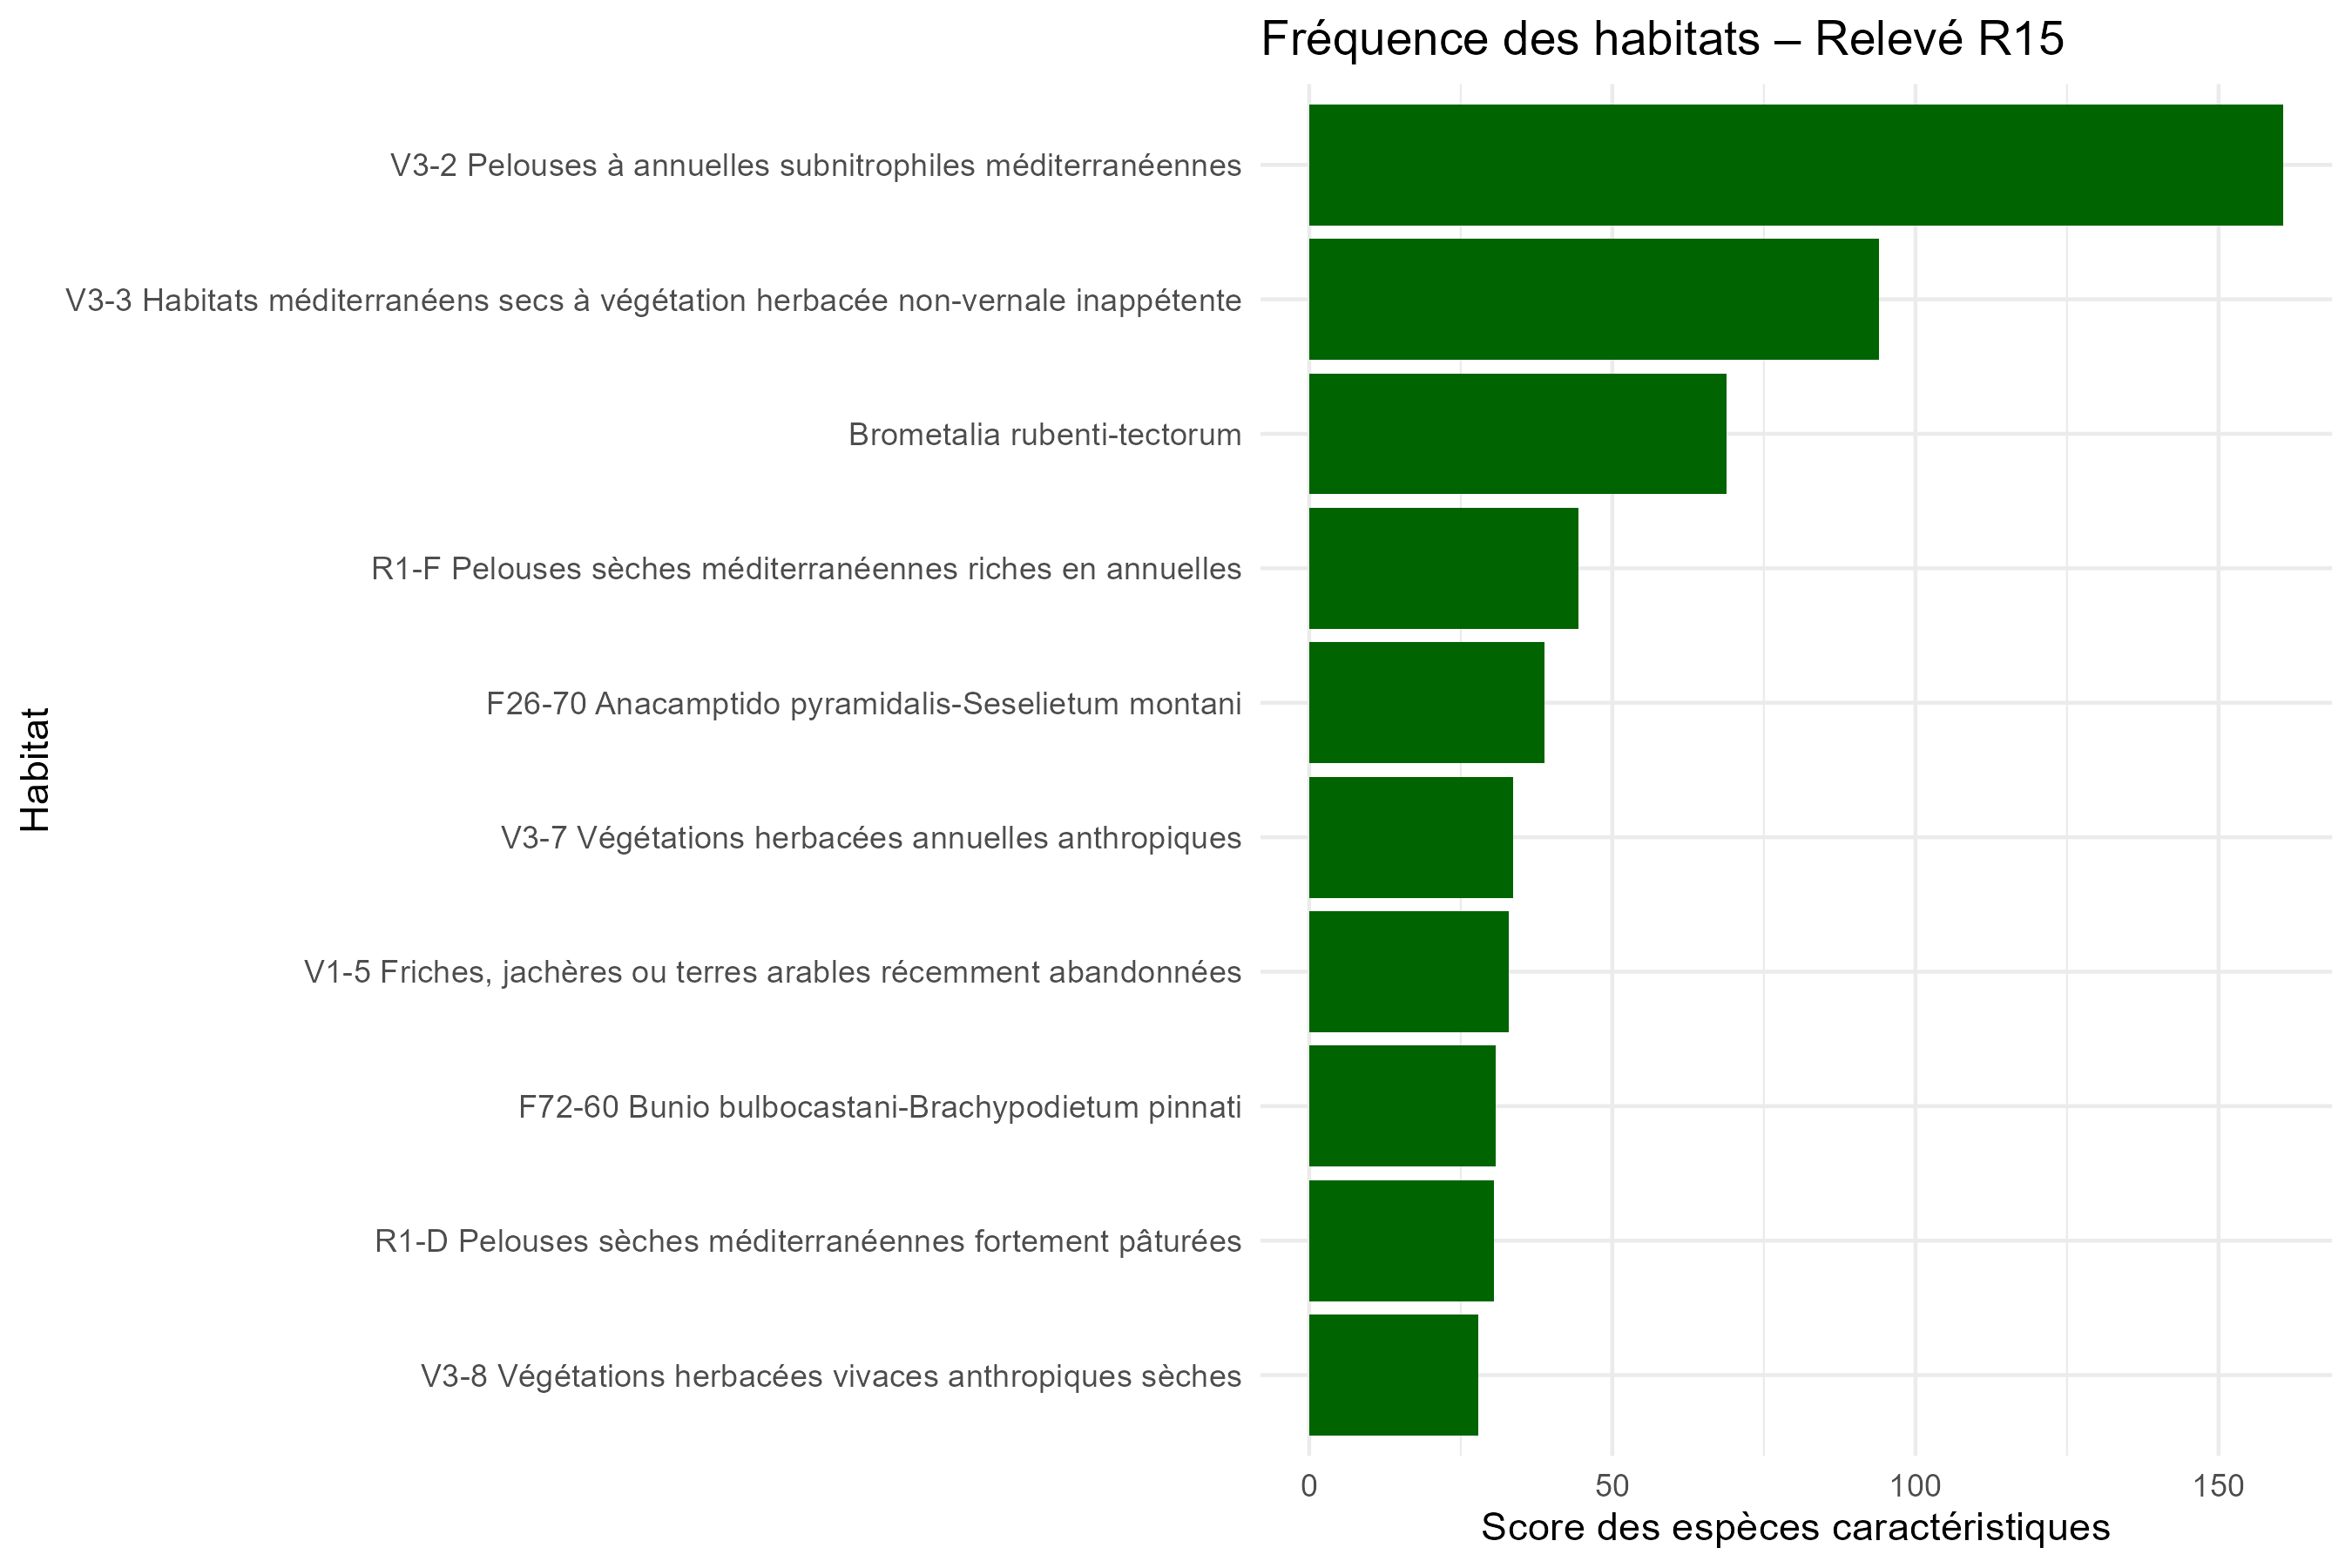 Fréquence des habitats – Relevé R15
V3-2 Pelouses à annuelles subnitrophiles méditerranéennes
V3-3 Habitats méditerranéens secs à végétation herbacée non-vernale inappétente
Brometalia rubenti-tectorum
R1-F Pelouses sèches méditerranéennes riches en annuelles
F26-70 Anacamptido pyramidalis-Seselietum montani
V3-7 Végétations herbacées annuelles anthropiques
V1-5 Friches, jachères ou terres arables récemment abandonnées
F72-60 Bunio bulbocastani-Brachypodietum pinnati
R1-D Pelouses sèches méditerranéennes fortement pâturées
V3-8 Végétations herbacées vivaces anthropiques sèches
Habitat
0 50 100 150
Score des espèces caractéristiques